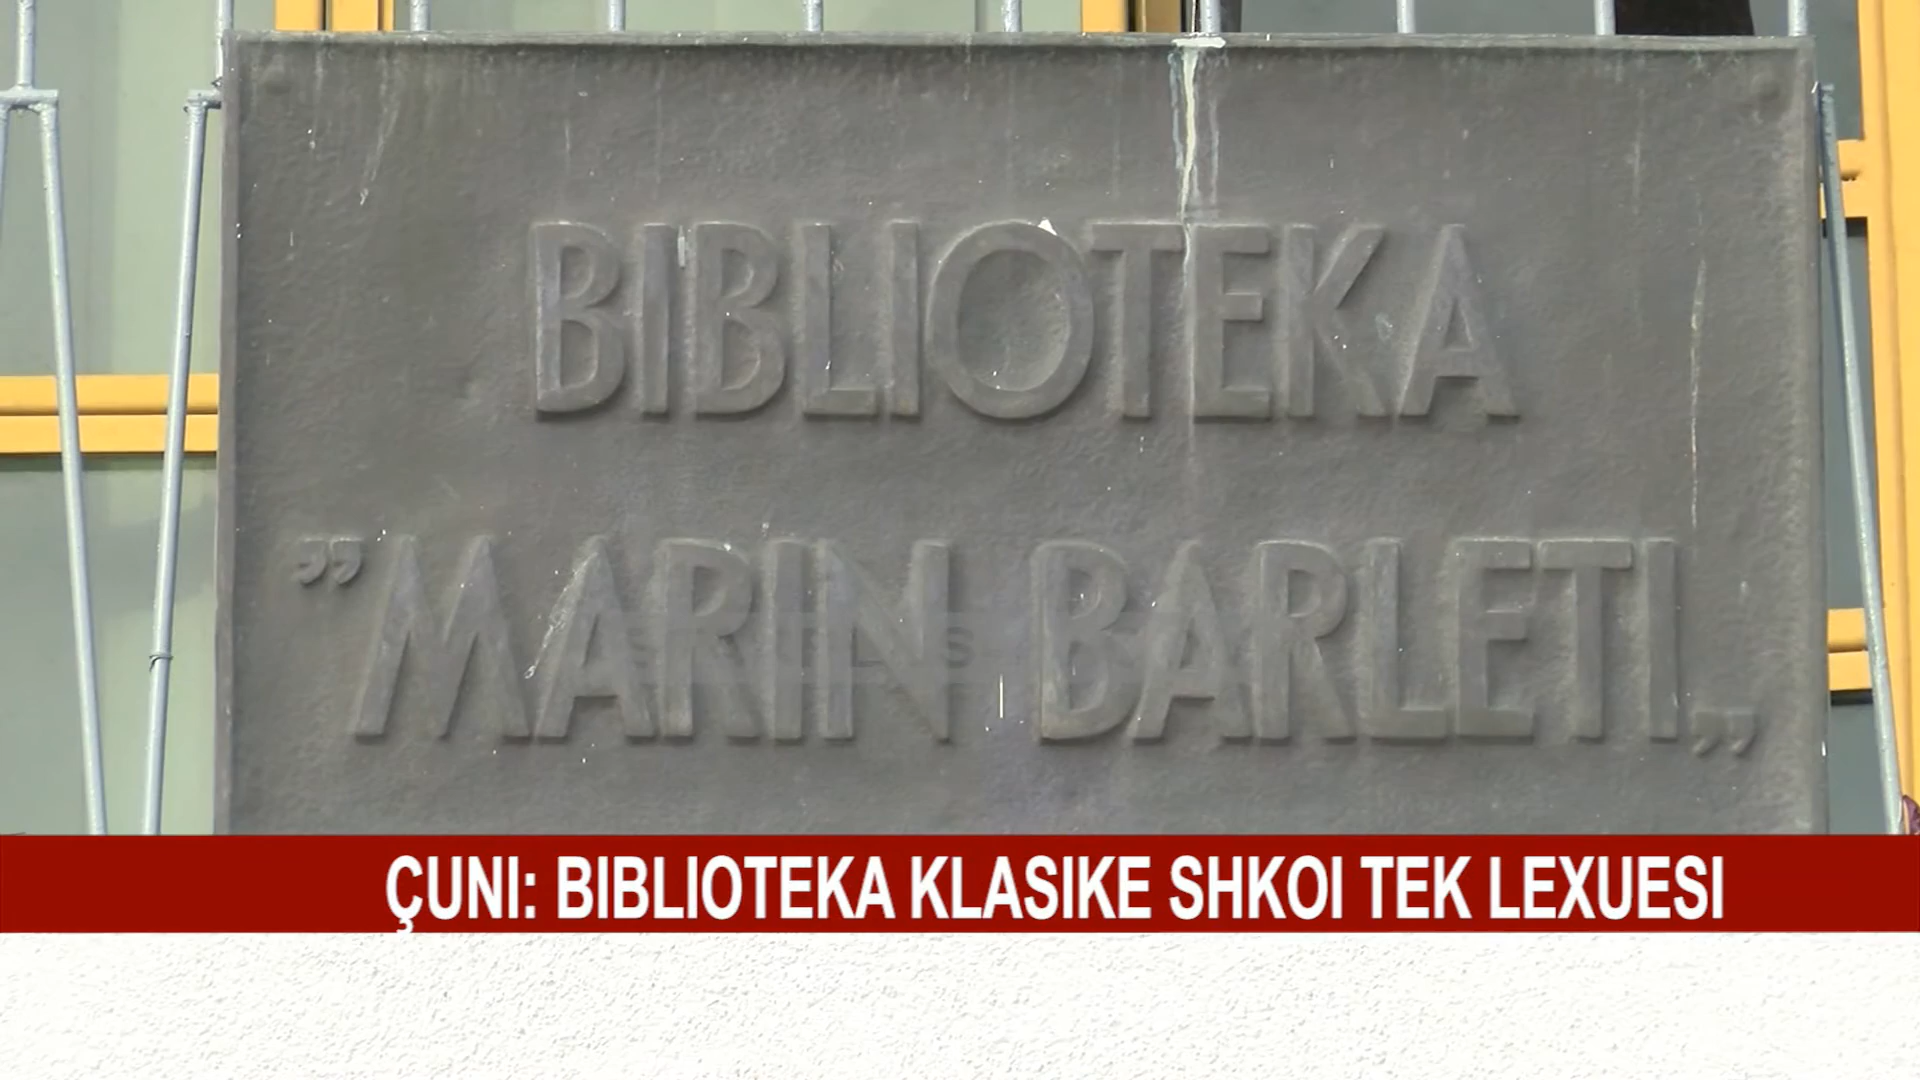 BIBLIOTEKA
”MARIN BARLETI„
ÇUNI: BIBLIOTEKA KLASIKE SHKOI TEK LEXUESI